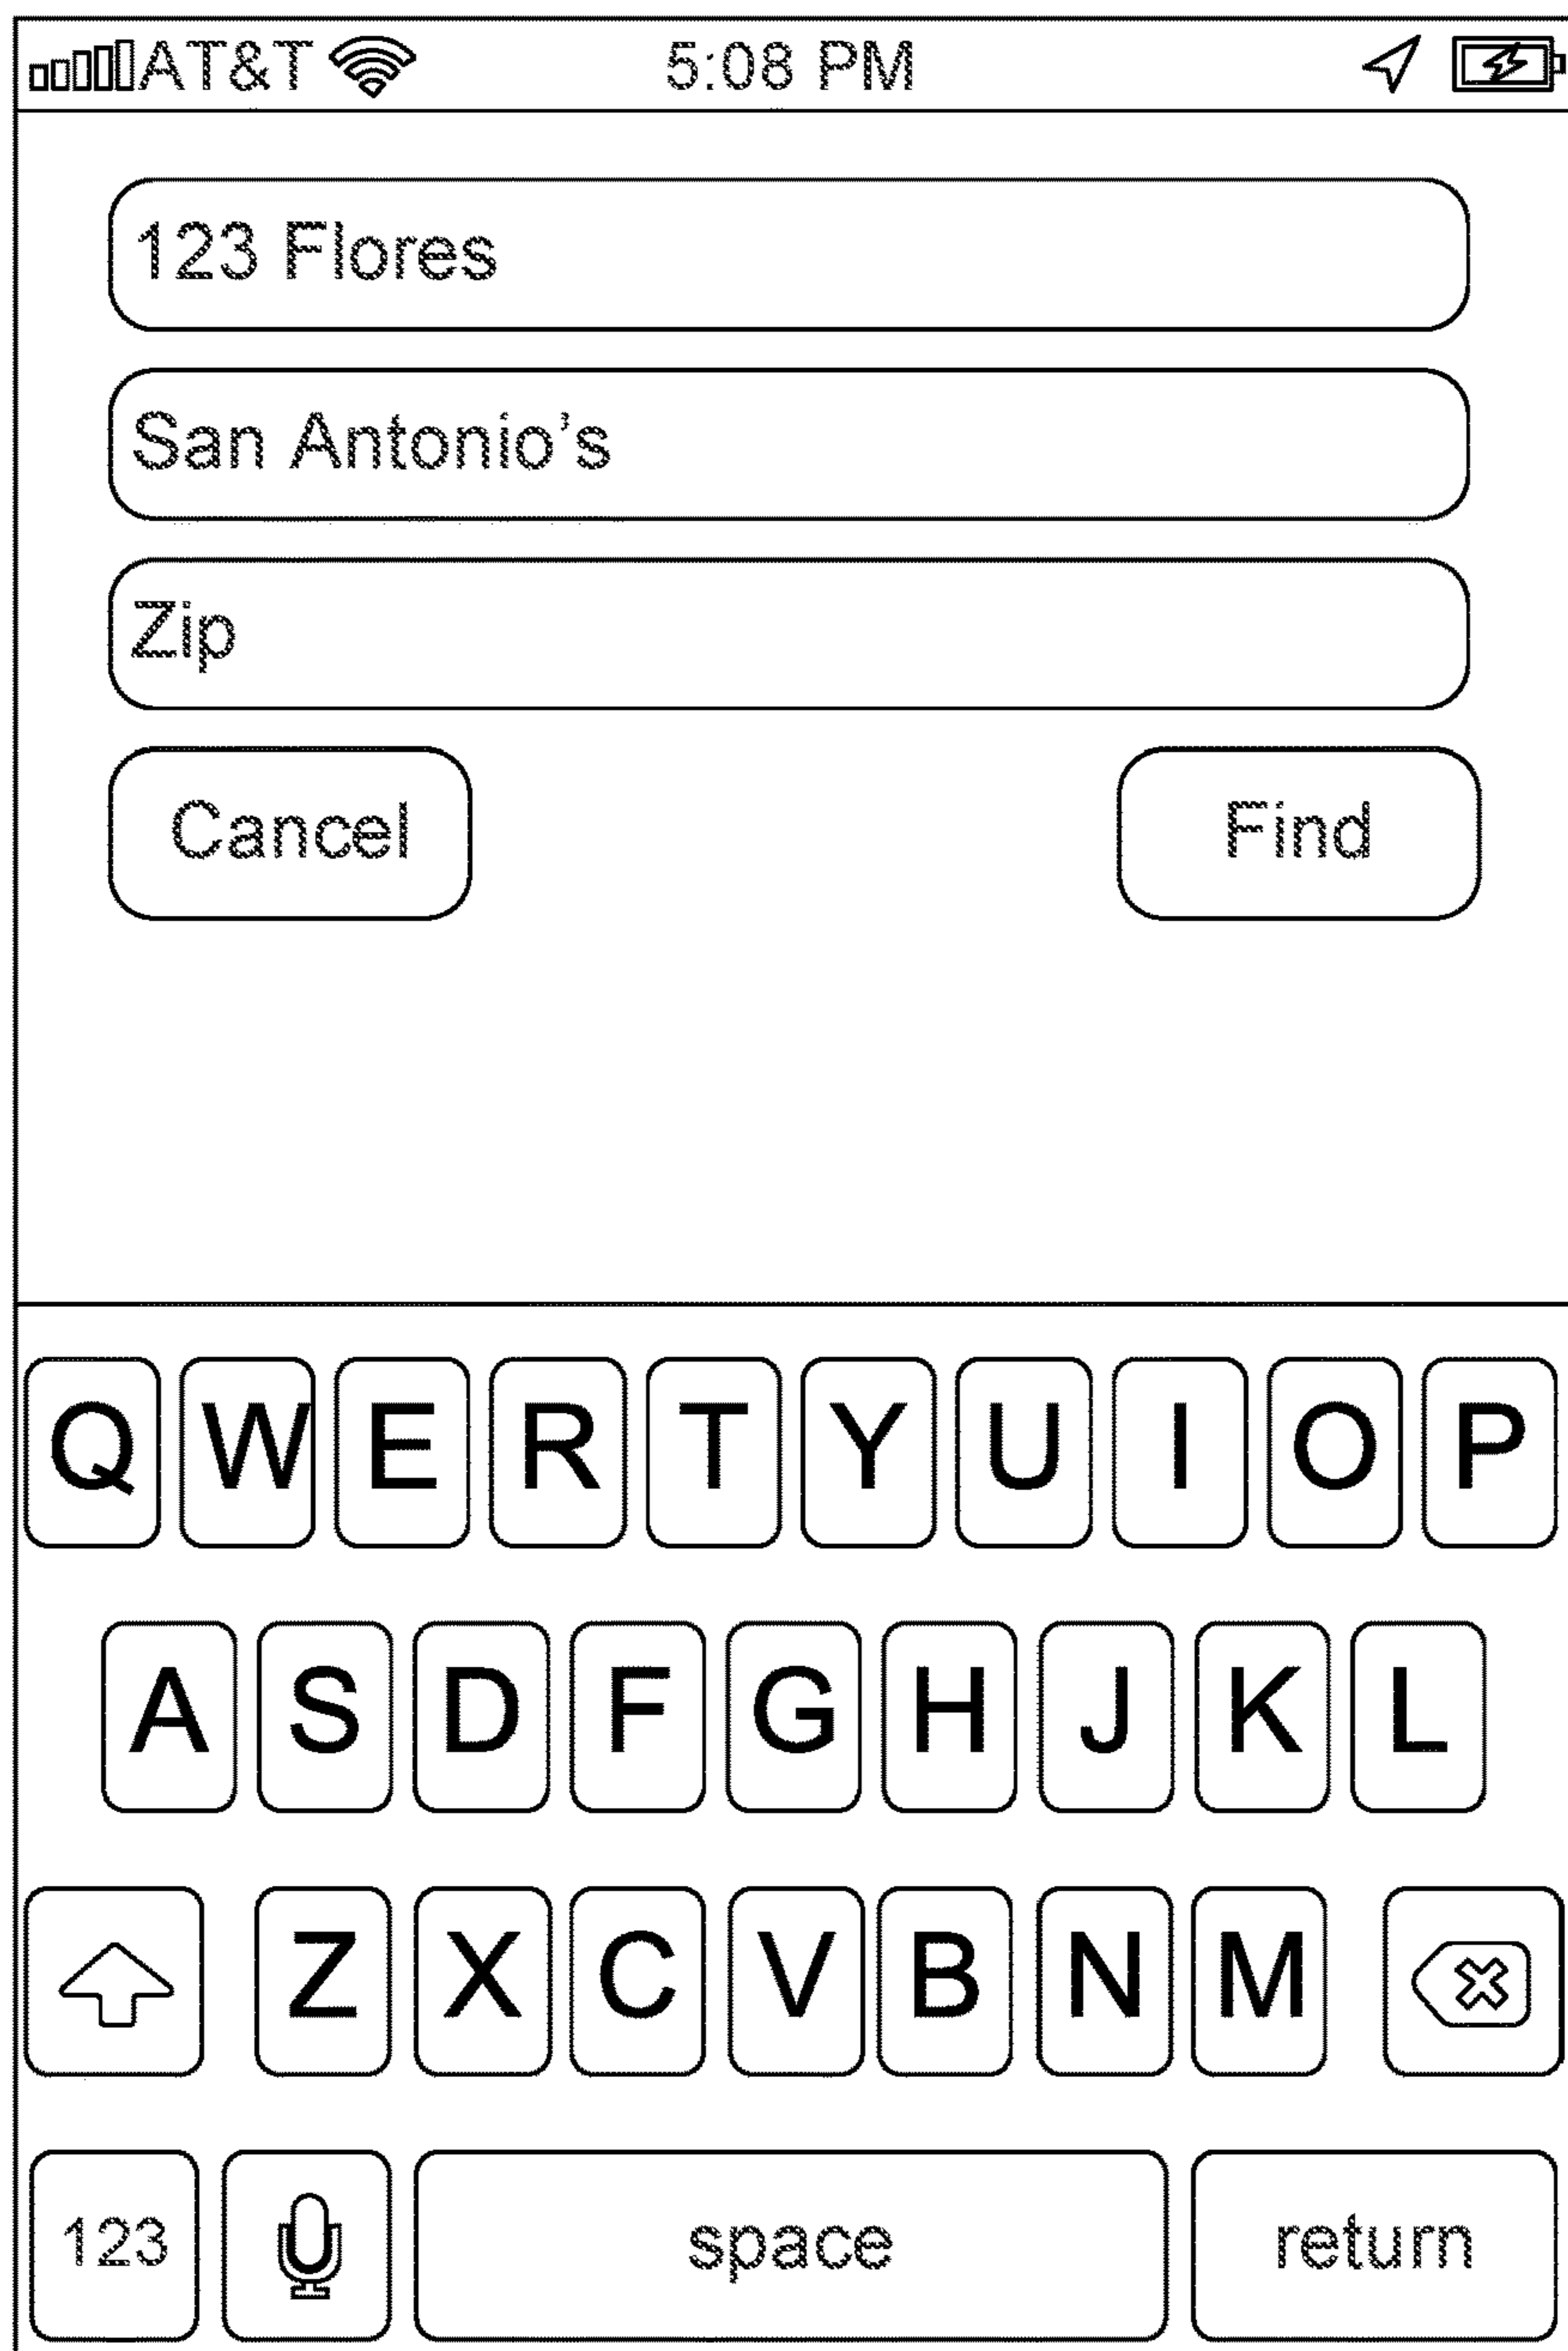 AT&T 5:08 PM
123 Flores
San Antonio's
Zip
Cancel Find
Q W E R T Y U I O P
A S D F G H J K L
Z X C V B N M
123 space return